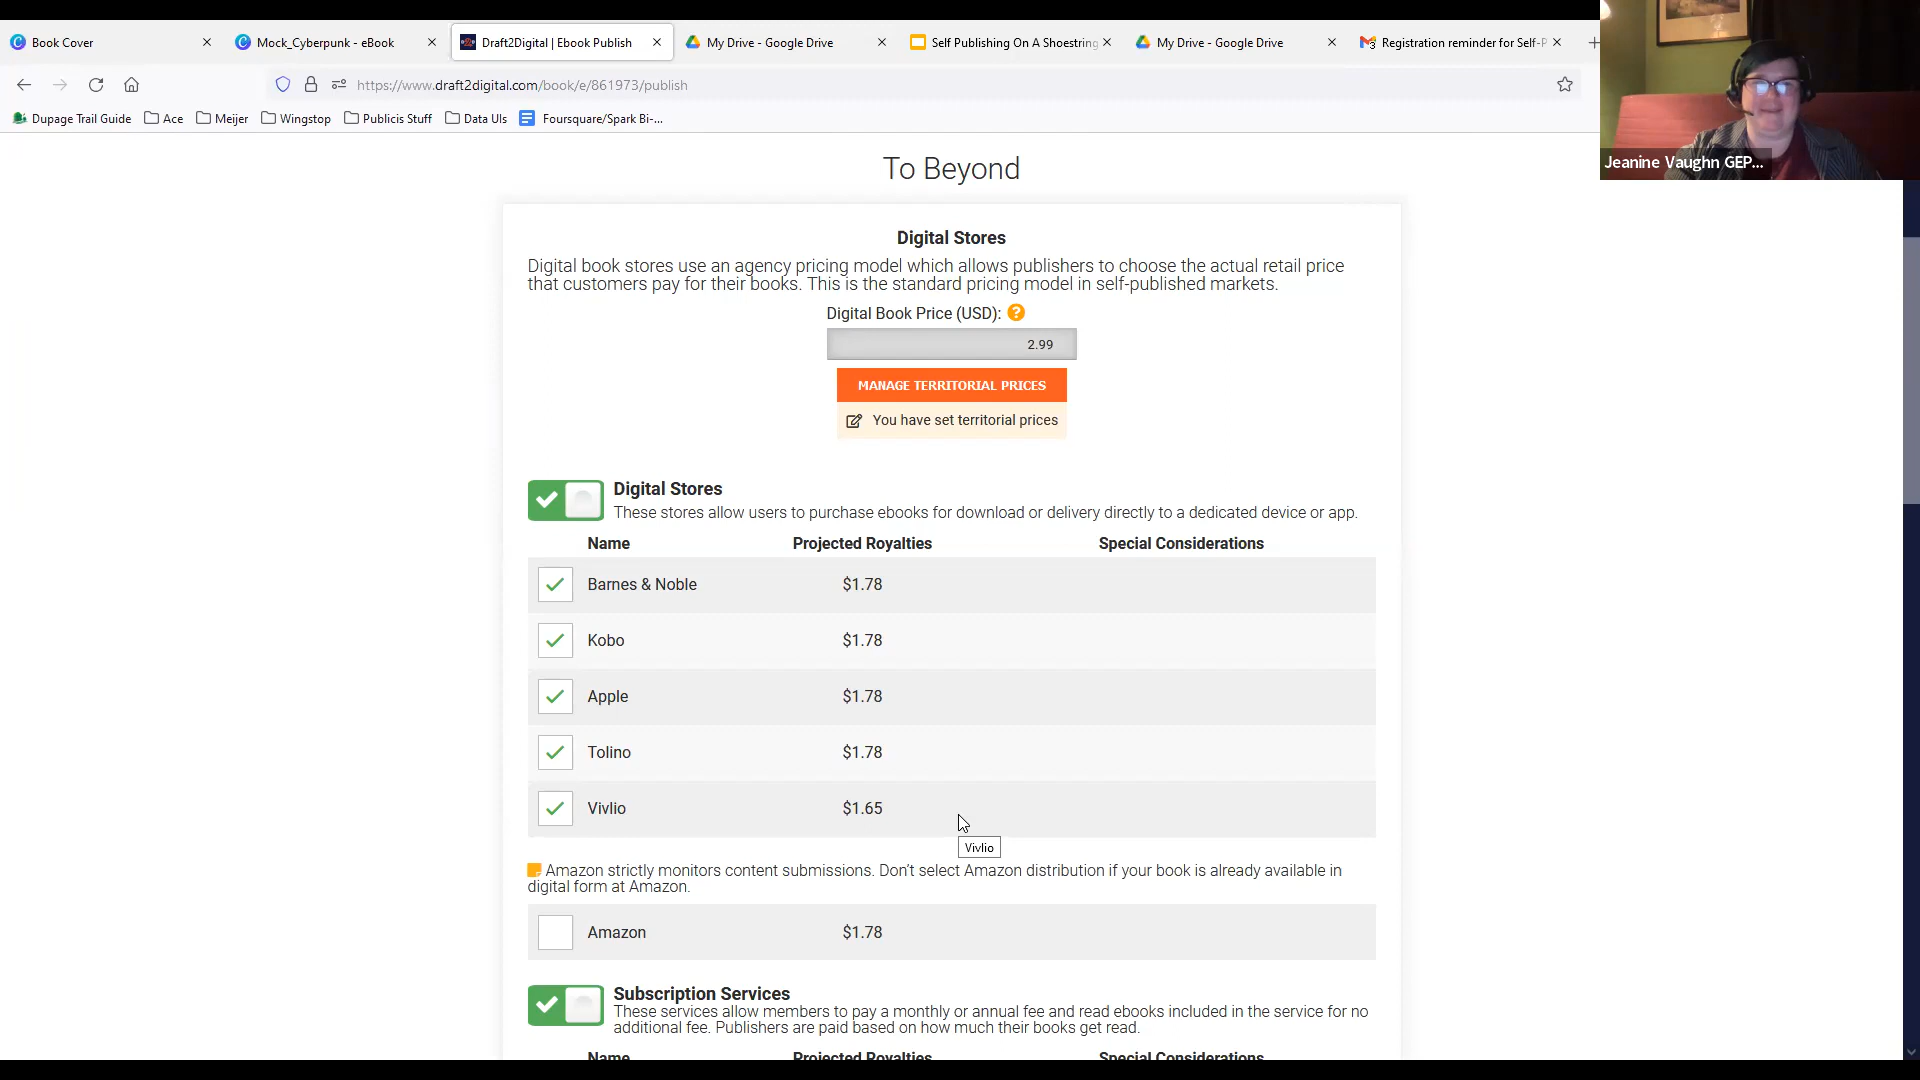 Book Cover
Mock_Cyberpunk - eBook
Draft2Digital | Ebook Publish
My Drive - Google Drive
Self Publishing On A Shoestring
My Drive - Google Drive
Registration reminder for Self-P
https://www.draft2digital.com/book/e/861973/publish
Dupage Trail Guide
Ace
Meijer
Wingstop
Publicis Stuff
Data UIs
Foursquare/Spark Bi-...
Jeanine Vaughn GEP...
To Beyond
Digital Stores
Digital book stores use an agency pricing model which allows publishers to choose the actual retail price
that customers pay for their books. This is the standard pricing model in self-published markets.
Digital Book Price (USD): ?
2.99
MANAGE TERRITORIAL PRICES
You have set territorial prices
Digital Stores
These stores allow users to purchase ebooks for download or delivery directly to a dedicated device or app.
Name Projected Royalties Special Considerations
Barnes & Noble $1.78
Kobo $1.78
Apple $1.78
Tolino $1.78
Vivlio $1.65
Vivlio
Amazon strictly monitors content submissions. Don't select Amazon distribution if your book is already available in
digital form at Amazon.
Amazon $1.78
Subscription Services
These services allow members to pay a monthly or annual fee and read ebooks included in the service for no
additional fee. Publishers are paid based on how much their books get read.
Name Projected Royalties Special Considerations